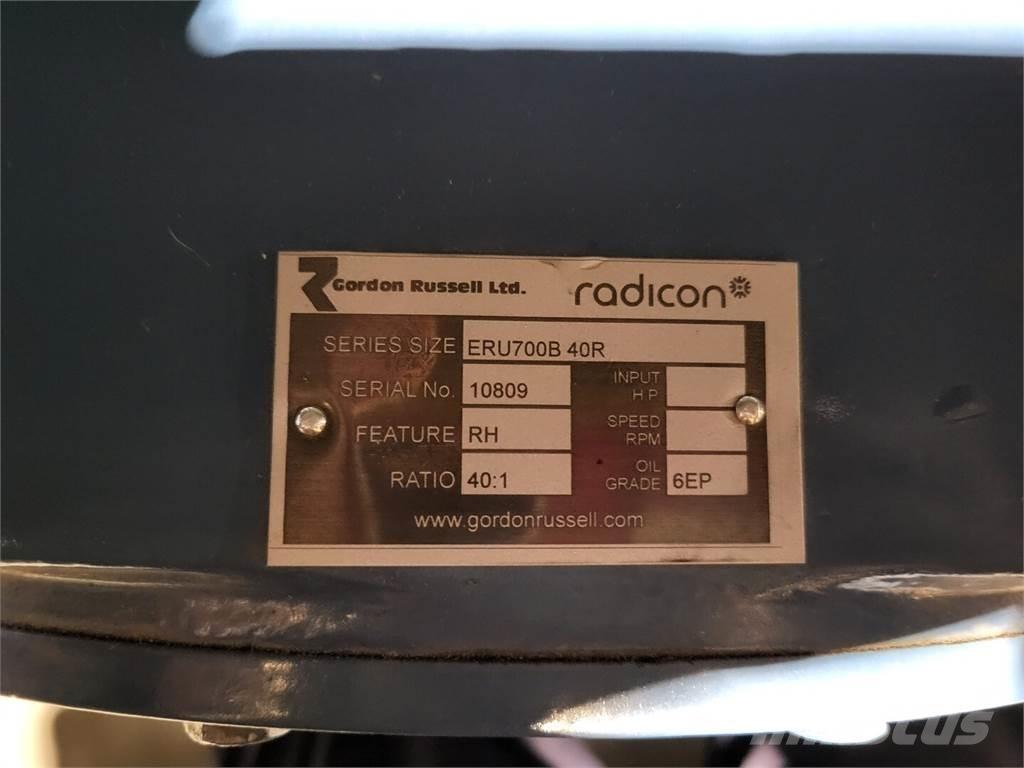 Gordon Russell Ltd. radicon
SERIES SIZE ERU700B 40R
SERIAL No. 10809 INPUT H P
FEATURE RH SPEED RPM
RATIO 40:1 OIL GRADE 6EP
www.gordonrussell.com